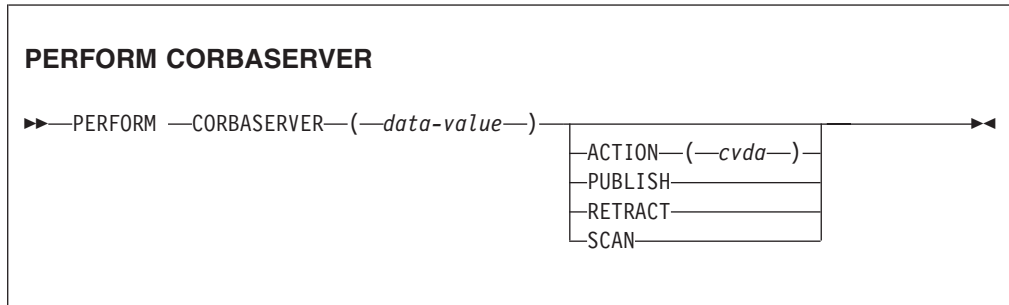 PERFORM CORBASERVER
PERFORM CORBASERVER ( data-value )
ACTION ( cvda )
PUBLISH
RETRACT
SCAN